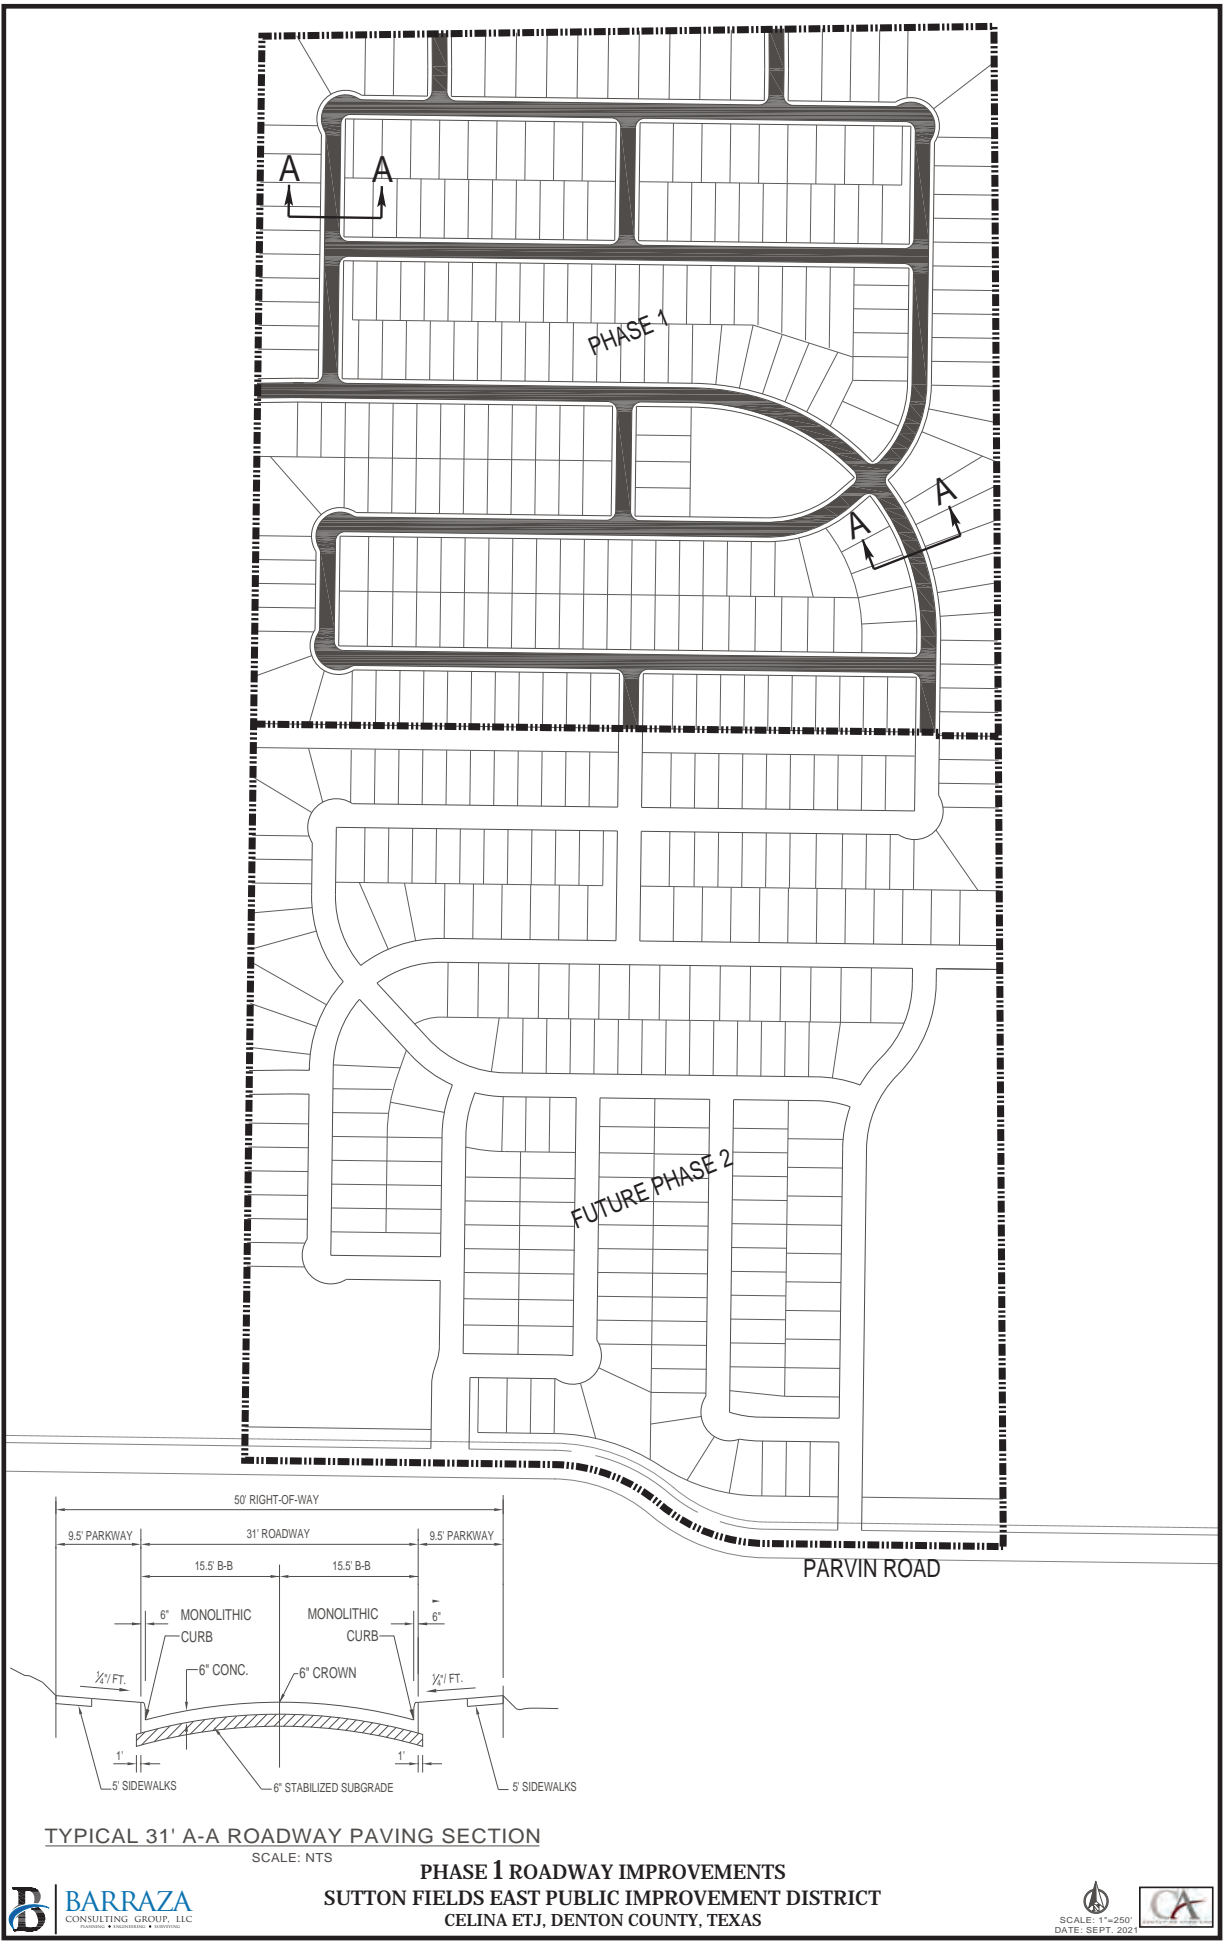 A
A
PHASE 1
A
A
FUTURE PHASE 2
PARVIN ROAD
50' RIGHT-OF-WAY
9.5' PARKWAY
31' ROADWAY
9.5' PARKWAY
15.5' B-B
15.5' B-B
6"
MONOLITHIC
CURB
MONOLITHIC
CURB
6"
¼"/ FT.
6" CONC.
6" CROWN
¼"/ FT.
1'
1'
5' SIDEWALKS
6" STABILIZED SUBGRADE
5' SIDEWALKS
TYPICAL 31' A-A ROADWAY PAVING SECTION
SCALE: NTS
PHASE 1 ROADWAY IMPROVEMENTS
SUTTON FIELDS EAST PUBLIC IMPROVEMENT DISTRICT
CELINA ETJ, DENTON COUNTY, TEXAS
B
BARRAZA
CONSULTING GROUP, LLC
PLANNING • ENGINEERING • SURVEYING
SCALE: 1"=250'
DATE: SEPT. 2021
CA